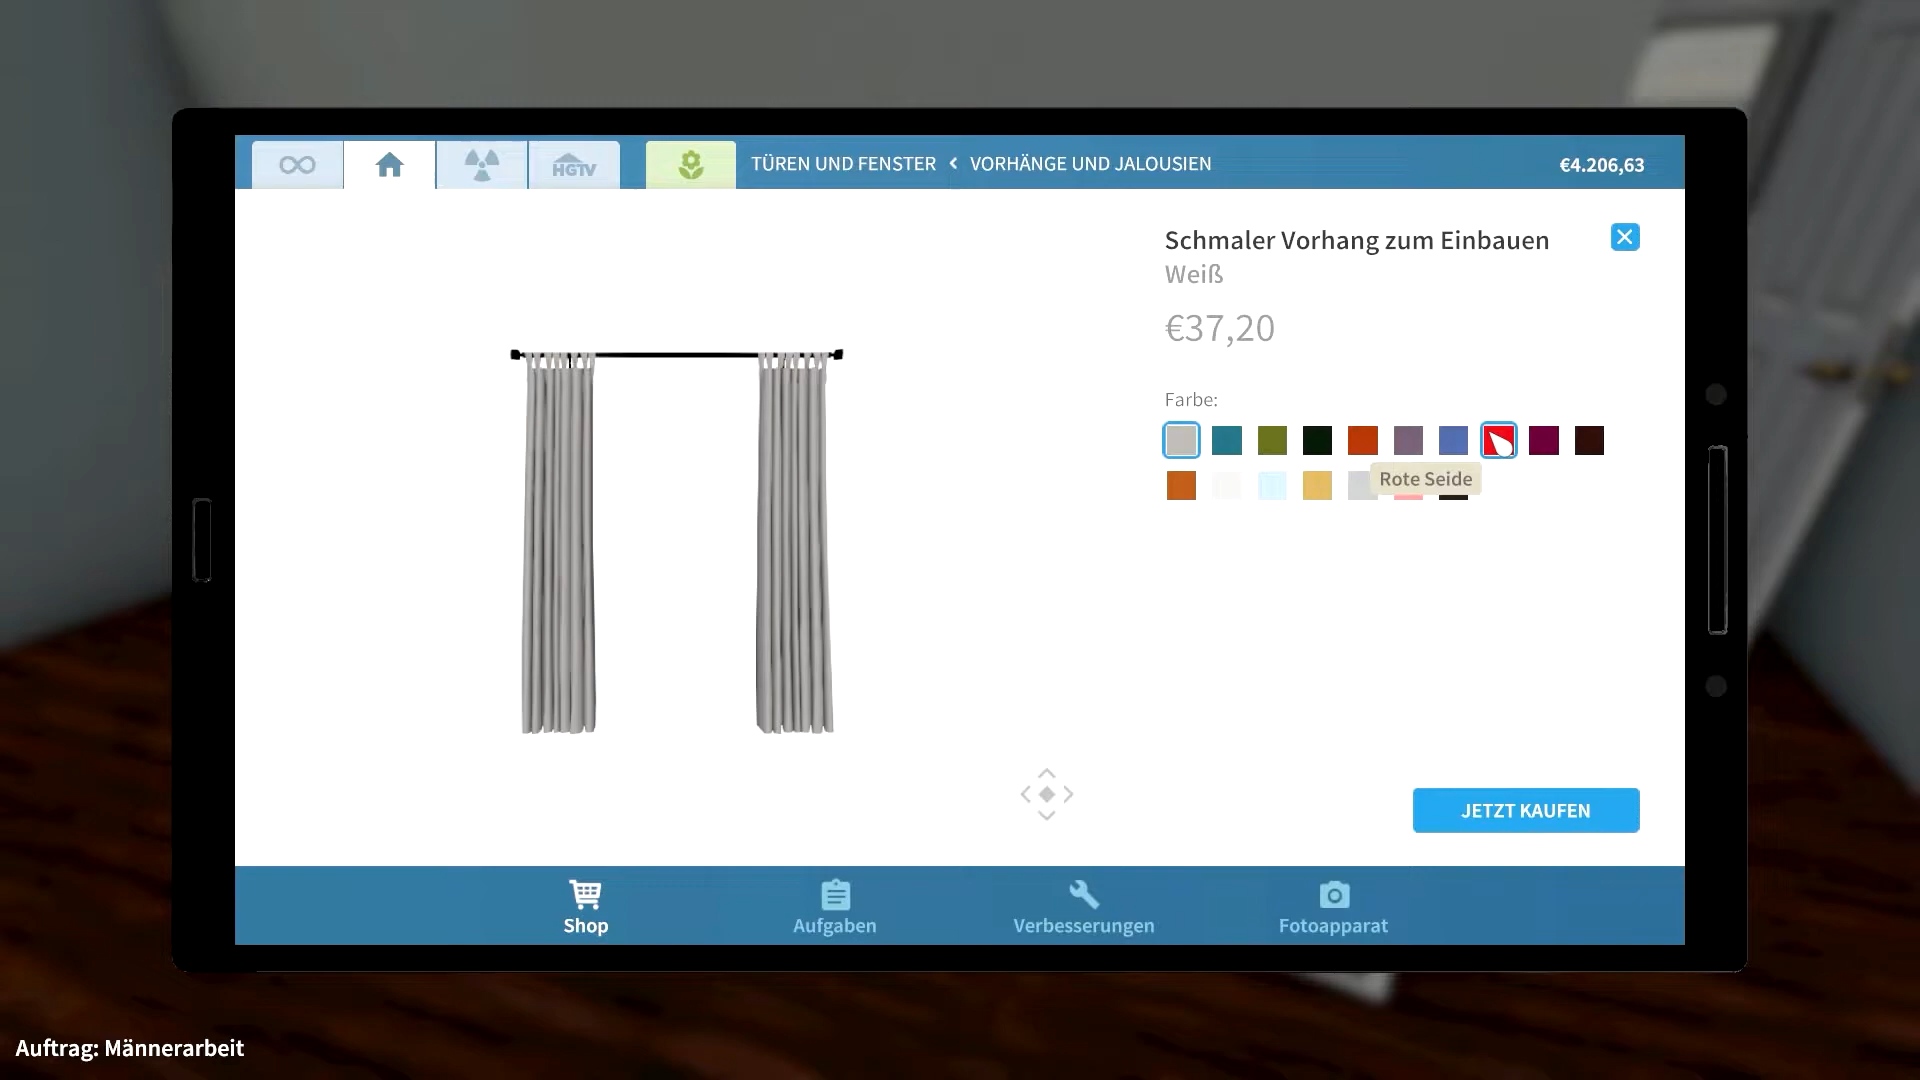 HGTV
TÜREN UND FENSTER < VORHÄNGE UND JALOUSIEN
€4.206,63
Schmaler Vorhang zum Einbauen
Weiß
€37,20
Farbe:
Rote Seide
JETZT KAUFEN
Shop
Aufgaben
Verbesserungen
Fotoapparat
Auftrag: Männerarbeit